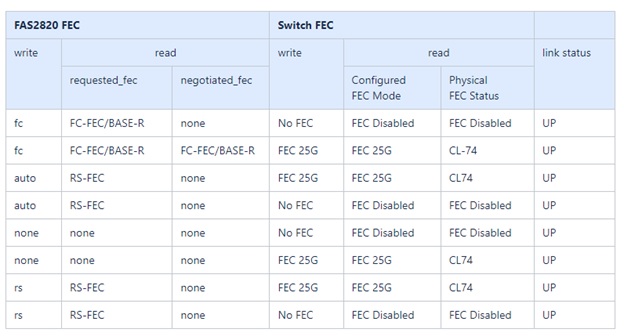 FAS2820 FEC Switch FEC
write read write read link status
requested_fec negotiated_fec Configured FEC Mode Physical FEC Status
fc FC-FEC/BASE-R none No FEC FEC Disabled FEC Disabled UP
fc FC-FEC/BASE-R FC-FEC/BASE-R FEC 25G FEC 25G CL-74 UP
auto RS-FEC none FEC 25G FEC 25G CL74 UP
auto RS-FEC none No FEC FEC Disabled FEC Disabled UP
none none none No FEC FEC Disabled FEC Disabled UP
none none none FEC 25G FEC 25G CL74 UP
rs RS-FEC none FEC 25G FEC 25G CL74 UP
rs RS-FEC none No FEC FEC Disabled FEC Disabled UP